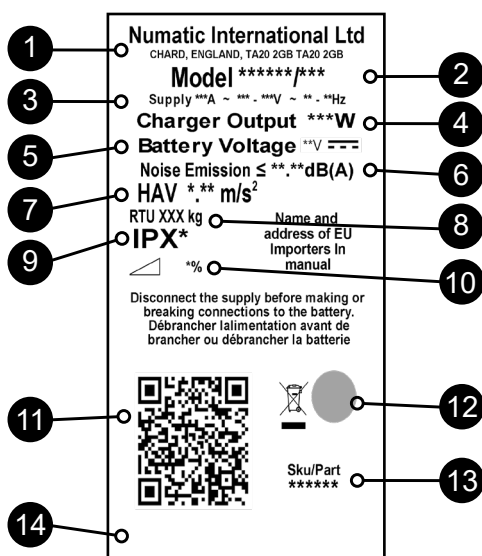 1
Numatic International Ltd
CHARD, ENGLAND, TA20 2GB TA20 2GB
Model ******/***
2
3
Supply ***A ~ *** - ***V ~ ** - **Hz
Charger Output ***W
4
5
Battery Voltage **V
Noise Emission ≤ **.**dB(A)
6
7
HAV *.** m/s²
RTU XXX kg
8
9
IPX*
Name and
address of EU
Importers In
manual
*%
10
Disconnect the supply before making or
breaking connections to the battery.
Débrancher lalimentation avant de
brancher ou débrancher la batterie
11
12
Sku/Part
******
13
14